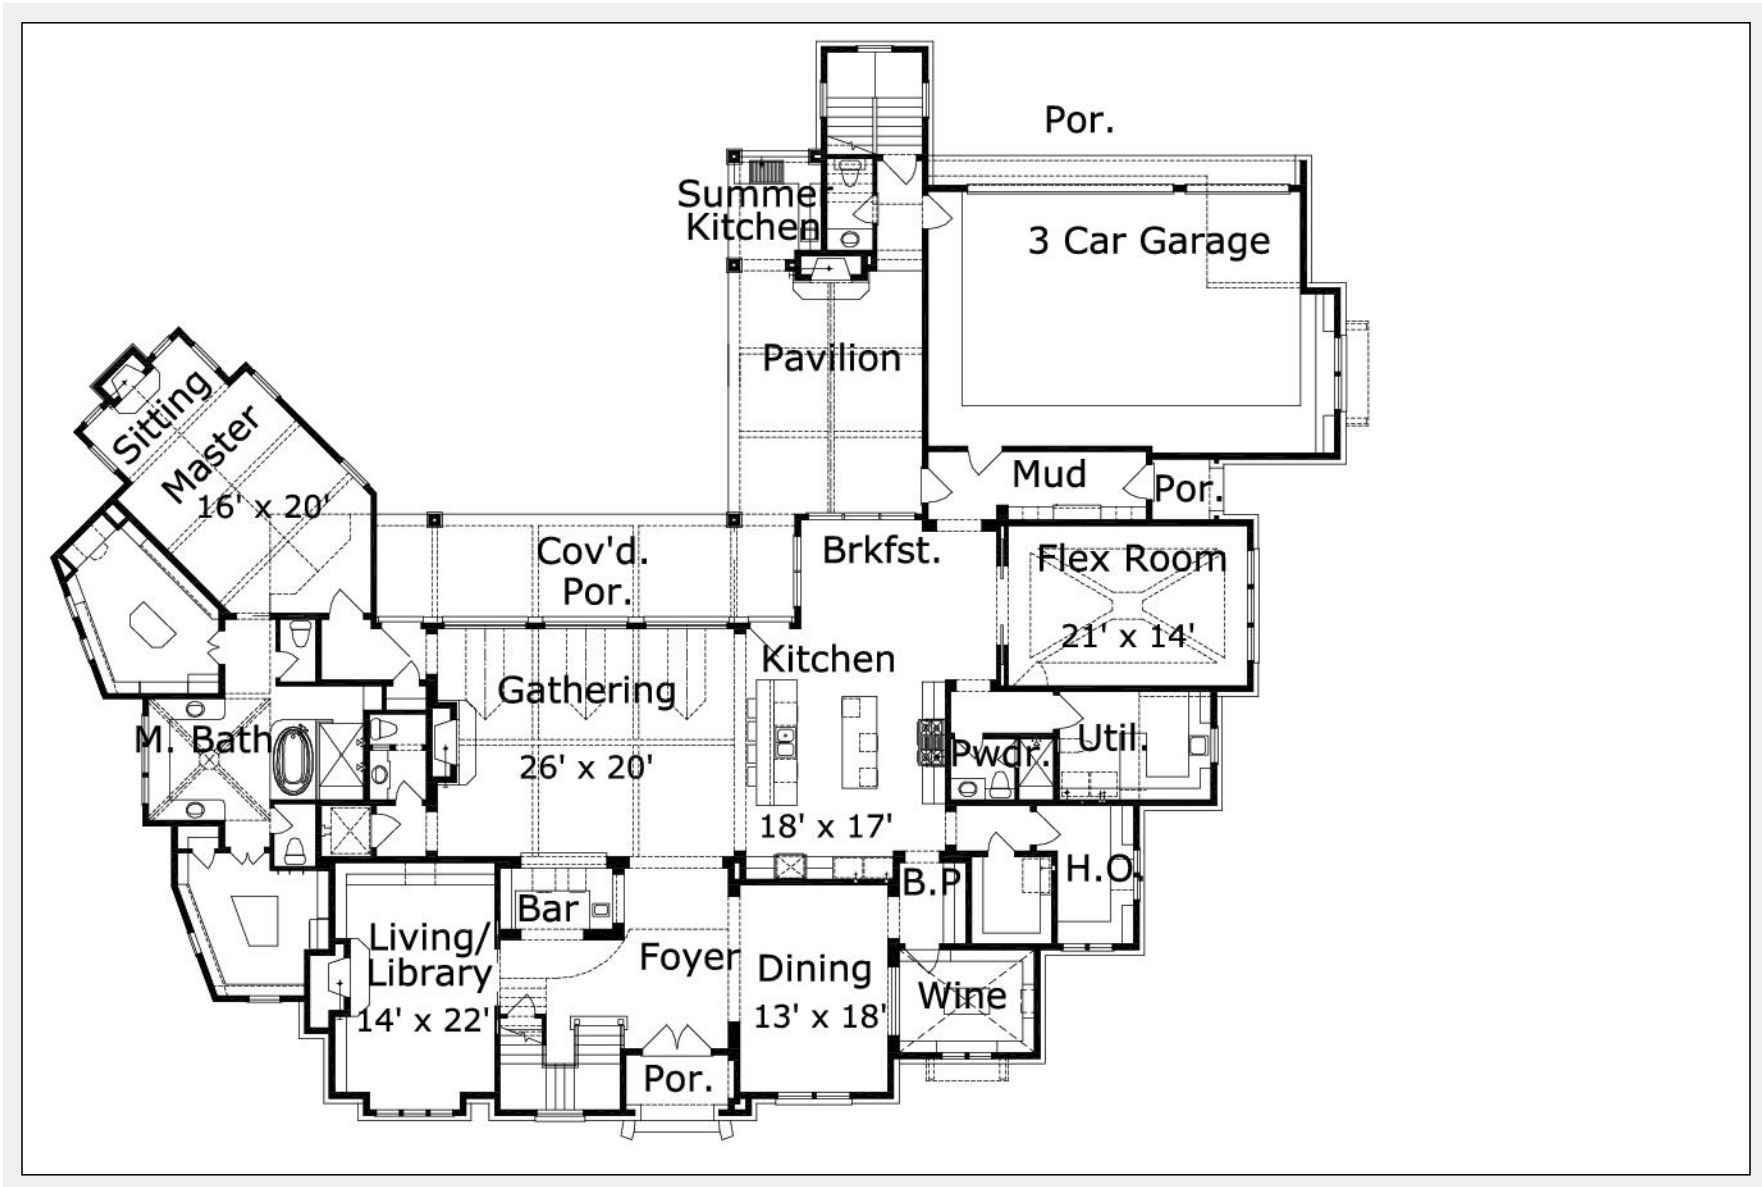 Por.
Summer
Kitchen
3 Car Garage
Pavilion
Sitting
Master
16' x 20'
Mud
Por.
Cov'd.
Por.
Brkfst.
Flex Room
21' x 14'
Kitchen
Gathering
M. Bath
26' x 20'
Pwdr.
Util.
18' x 17'
B.P
H.O.
Bar
Living/
Library
14' x 22'
Foyer
Dining
13' x 18'
Wine
Por.